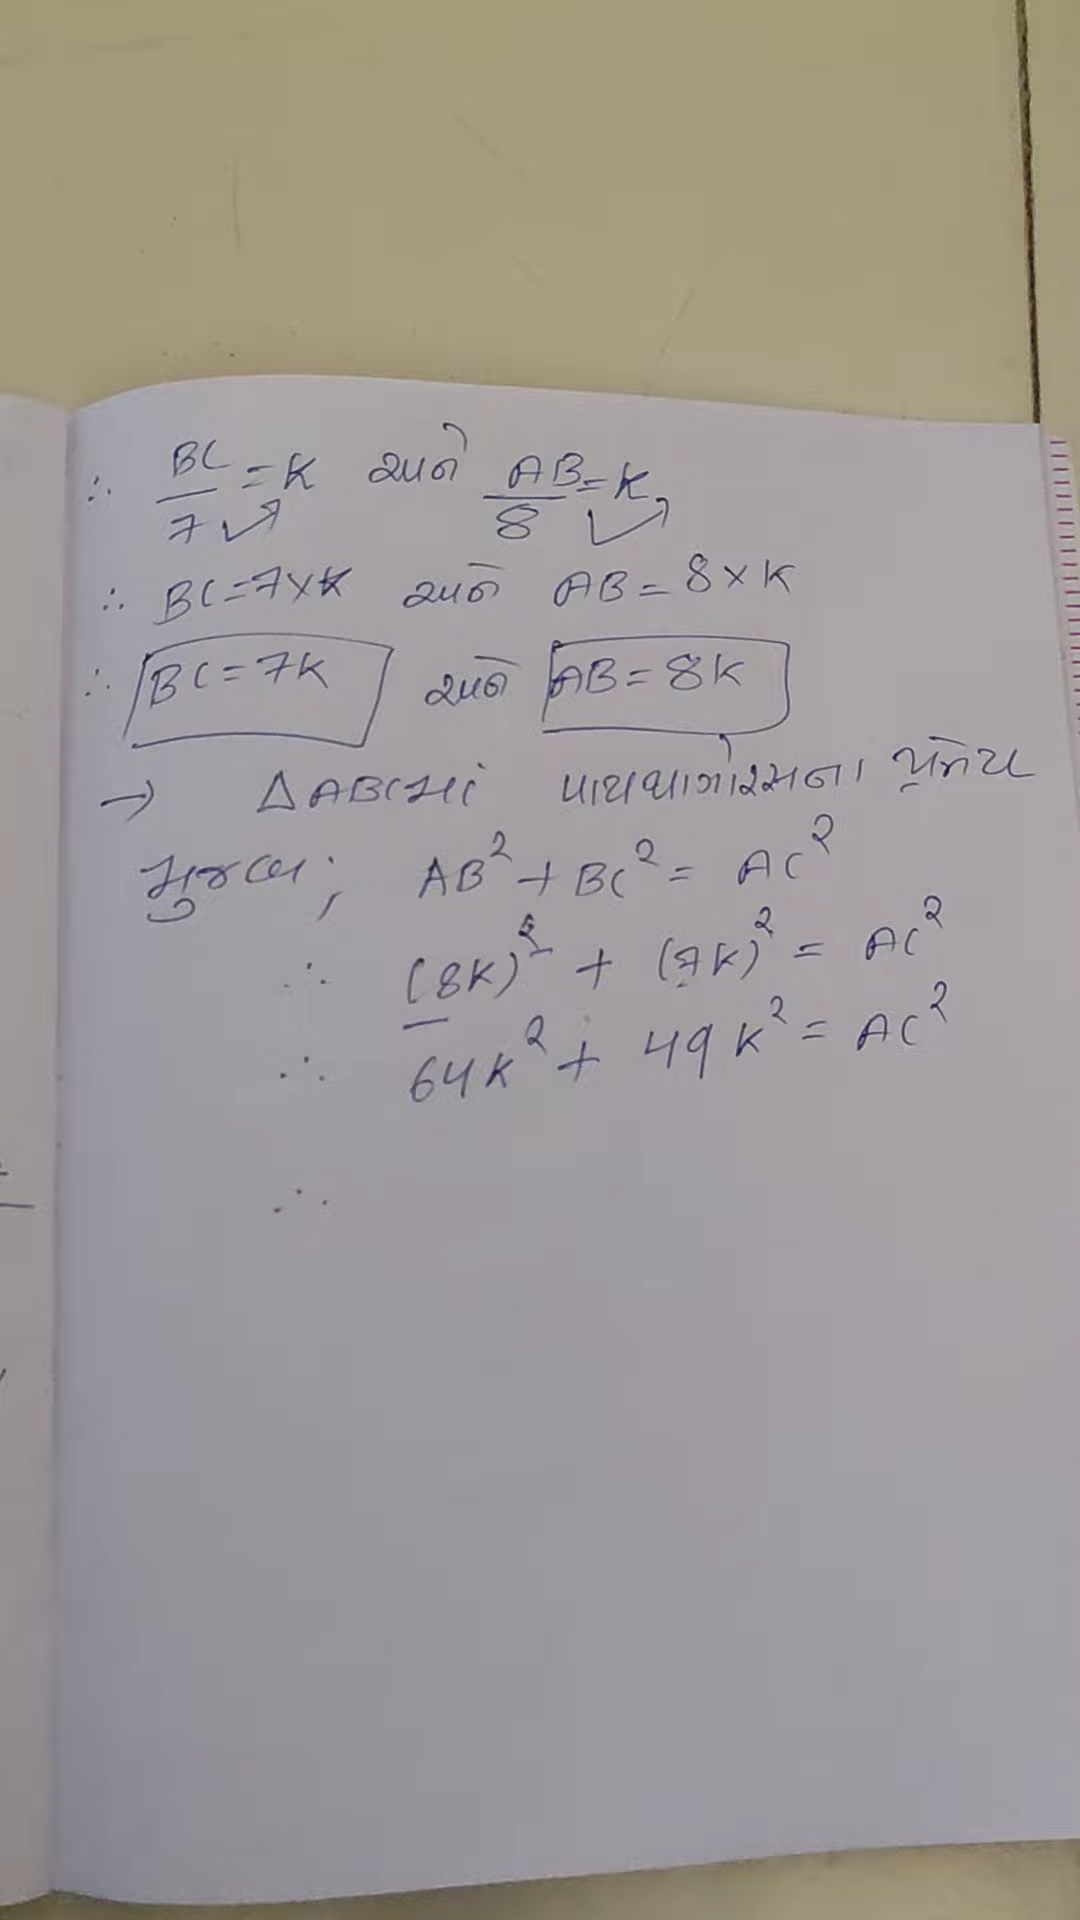 ∴ BC/7 = K અને AB/8 = K
∴ BC = 7×K અને AB = 8×K
∴ BC = 7K અને AB = 8K
→ △ABCમાં પાયથાગોરસના પ્રમેય
મુજબ; AB² + BC² = AC²
∴ (8K)² + (7K)² = AC²
∴ 64K² + 49K² = AC²
∴